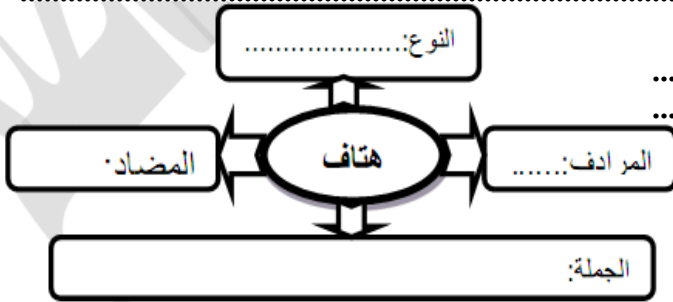 النوع:....................
المرادف:......
هتاف
المضاد:
الجملة: